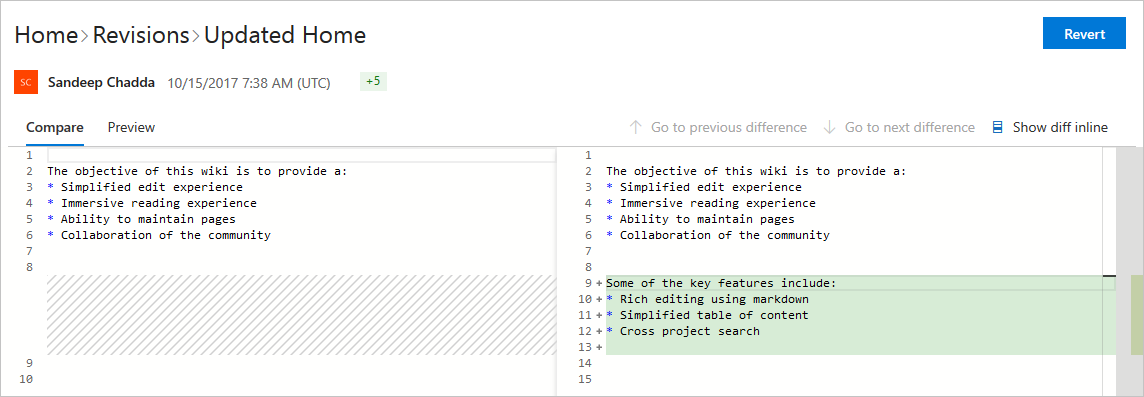 Home > Revisions > Updated Home
Revert
SC Sandeep Chadda 10/15/2017 7:38 AM (UTC) +5
Compare Preview
Go to previous difference Go to next difference Show diff inline
1
2 The objective of this wiki is to provide a:
3 * Simplified edit experience
4 * Immersive reading experience
5 * Ability to maintain pages
6 * Collaboration of the community
7
8
9
10
1
2 The objective of this wiki is to provide a:
3 * Simplified edit experience
4 * Immersive reading experience
5 * Ability to maintain pages
6 * Collaboration of the community
7
8
9 + Some of the key features include:
10 + * Rich editing using markdown
11 + * Simplified table of content
12 + * Cross project search
13 +
14
15